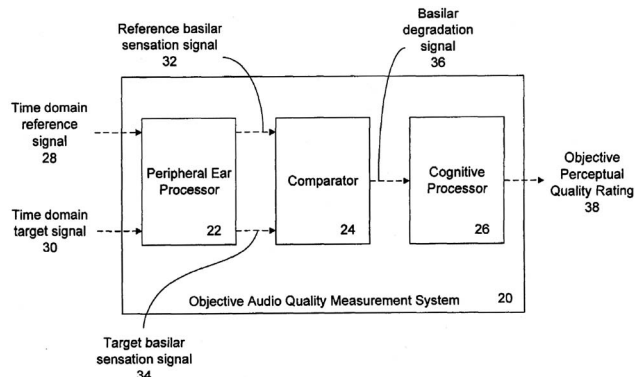 Reference basilar
sensation signal
32
Basilar
degradation
signal
36
Time domain
reference
signal
28
Time domain
target signal
30
Peripheral Ear
Processor
22
Comparator
24
Cognitive
Processor
26
Objective
Perceptual
Quality Rating
38
Objective Audio Quality Measurement System 20
Target basilar
sensation signal
34